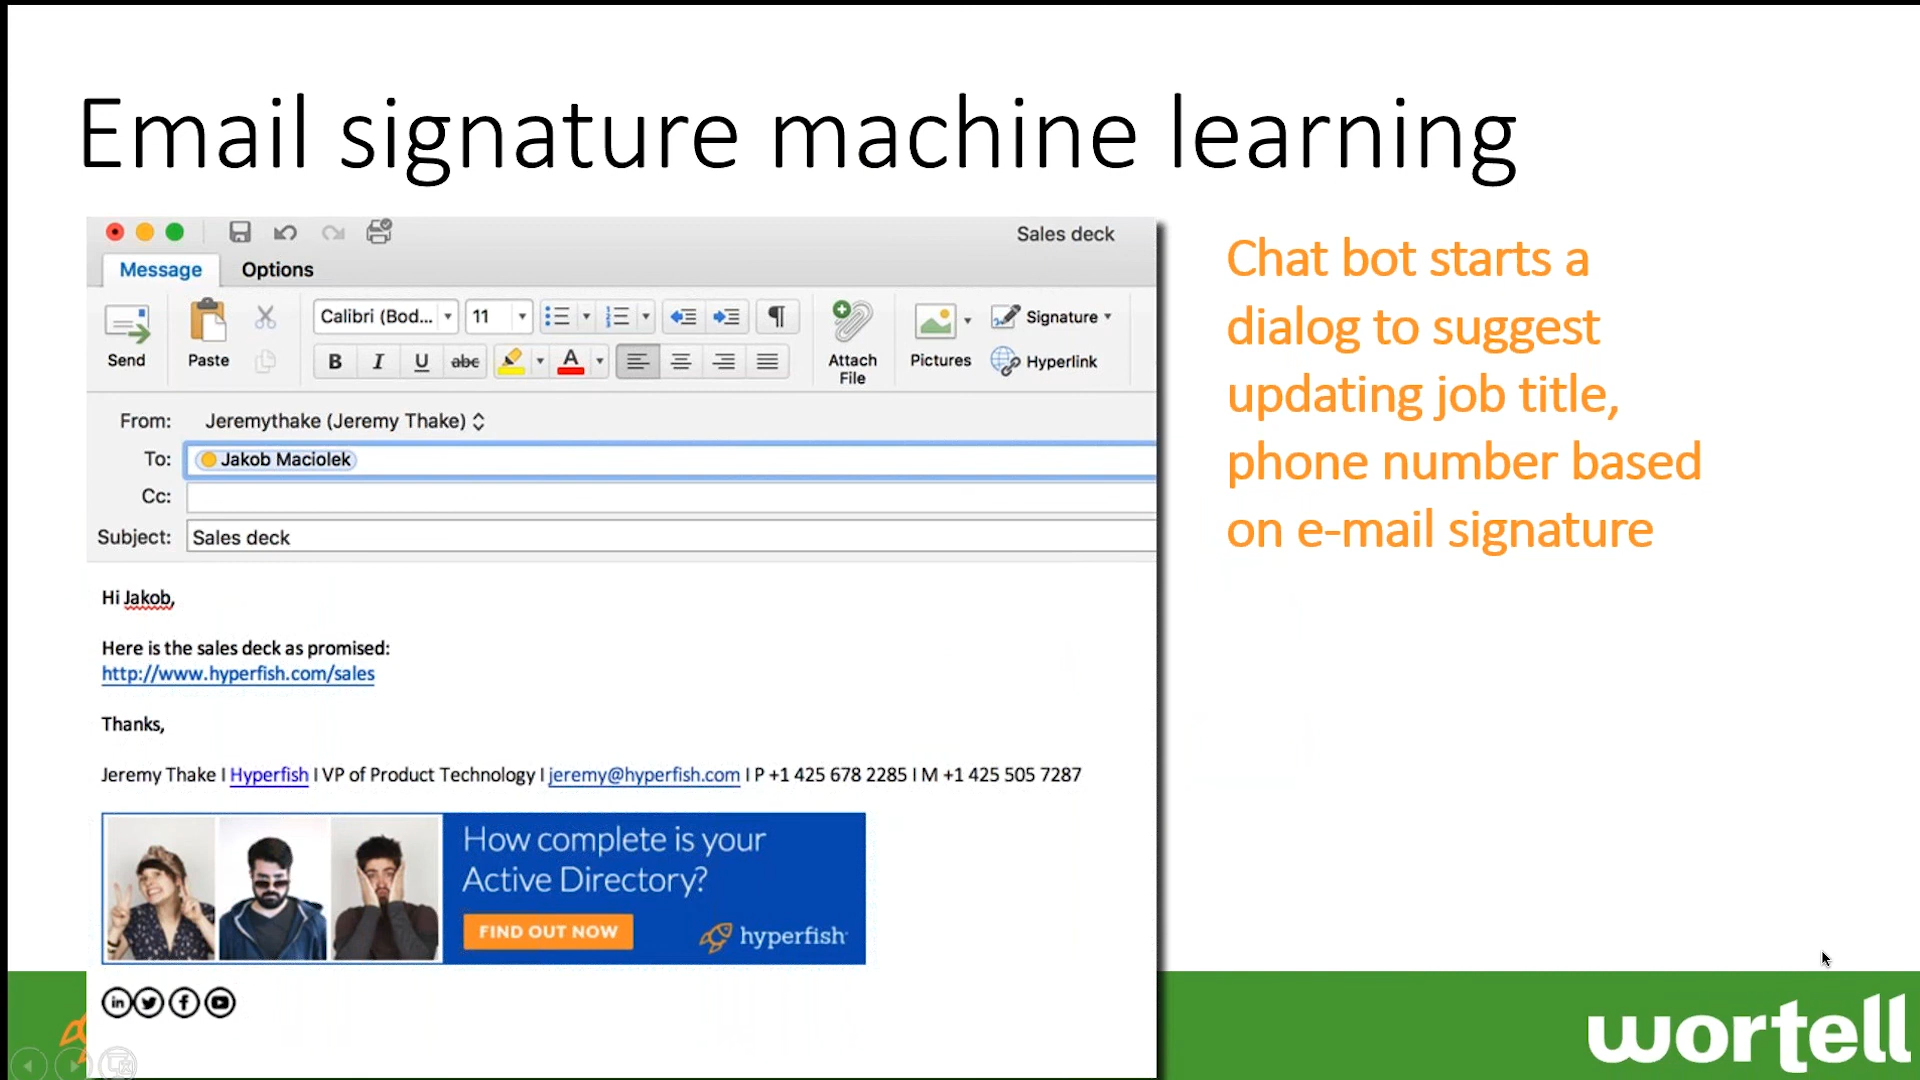 Email signature machine learning
Sales deck
Message Options
Calibri (Bod... 11
Signature
Send Paste
B I U abc A
Attach
File
Pictures Hyperlink
From: Jeremythake (Jeremy Thake)
To: Jakob Maciolek
Cc:
Subject: Sales deck
Hi Jakob,
Here is the sales deck as promised:
http://www.hyperfish.com/sales
Thanks,
Jeremy Thake I Hyperfish I VP of Product Technology I jeremy@hyperfish.com I P +1 425 678 2285 I M +1 425 505 7287
How complete is your
Active Directory?
FIND OUT NOW
hyperfish
in f
Chat bot starts a
dialog to suggest
updating job title,
phone number based
on e-mail signature
wortell